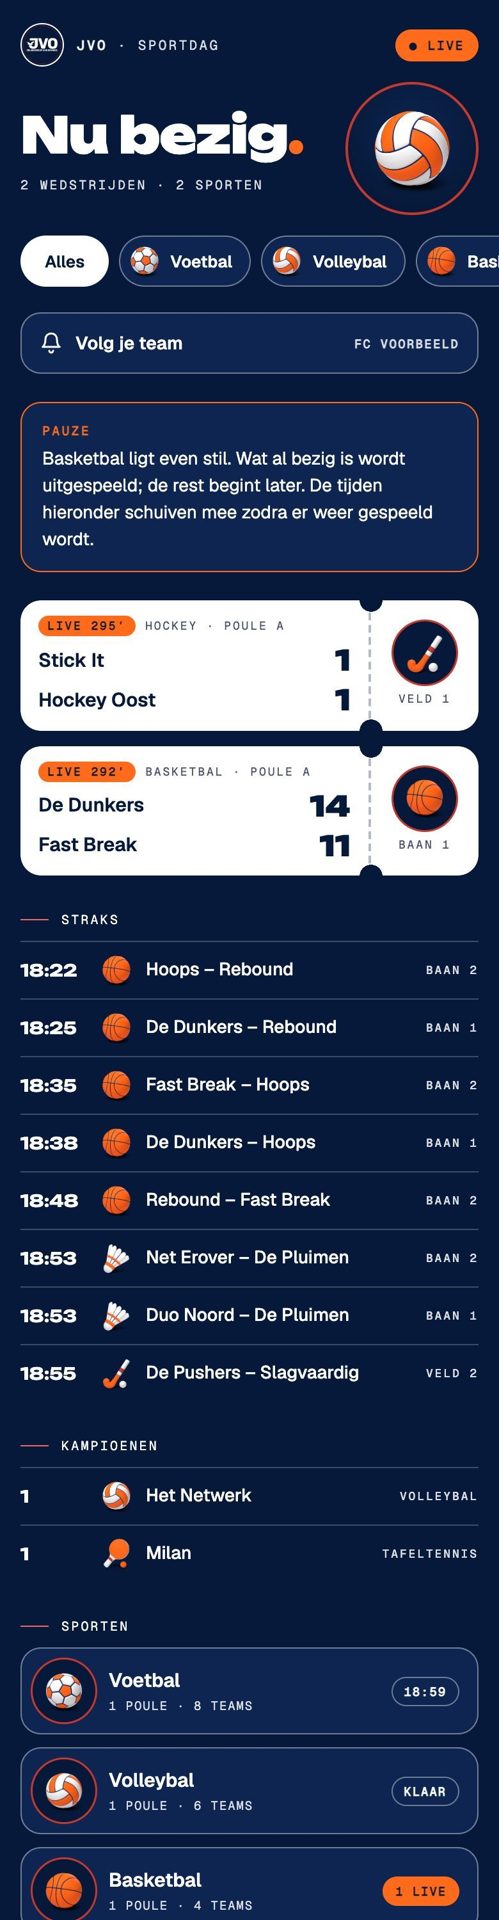 JVO
JVO · SPORTDAG
● LIVE
Nu bezig.
2 WEDSTRIJDEN · 2 SPORTEN
Alles
Voetbal
Volleybal
Bas
Volg je team
FC VOORBEELD
PAUZE
Basketbal ligt even stil. Wat al bezig is wordt
uitgespeeld; de rest begint later. De tijden
hieronder schuiven mee zodra er weer gespeeld
wordt.
LIVE 295' HOCKEY · POULE A
Stick It 1
Hockey Oost 1
VELD 1
LIVE 292' BASKETBAL · POULE A
De Dunkers 14
Fast Break 11
BAAN 1
STRAKS
18:22 Hoops – Rebound BAAN 2
18:25 De Dunkers – Rebound BAAN 1
18:35 Fast Break – Hoops BAAN 2
18:38 De Dunkers – Hoops BAAN 1
18:48 Rebound – Fast Break BAAN 2
18:53 Net Erover – De Pluimen BAAN 2
18:53 Duo Noord – De Pluimen BAAN 1
18:55 De Pushers – Slagvaardig VELD 2
KAMPIOENEN
1 Het Netwerk VOLLEYBAL
1 Milan TAFELTENNIS
SPORTEN
Voetbal
1 POULE · 8 TEAMS
18:59
Volleybal
1 POULE · 6 TEAMS
KLAAR
Basketbal
1 POULE · 4 TEAMS
1 LIVE